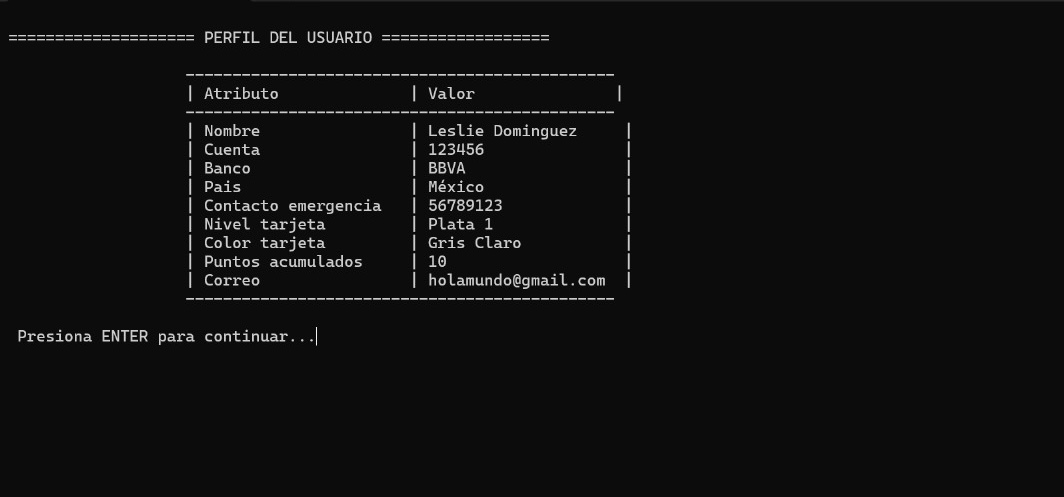 ==================== PERFIL DEL USUARIO ==================
----------------------------------------------
| Atributo              | Valor               |
----------------------------------------------
| Nombre                | Leslie Dominguez     |
| Cuenta                | 123456               |
| Banco                 | BBVA                 |
| Pais                  | México               |
| Contacto emergencia   | 56789123             |
| Nivel tarjeta         | Plata 1              |
| Color tarjeta         | Gris Claro           |
| Puntos acumulados     | 10                   |
| Correo                | holamundo@gmail.com  |
----------------------------------------------
Presiona ENTER para continuar...